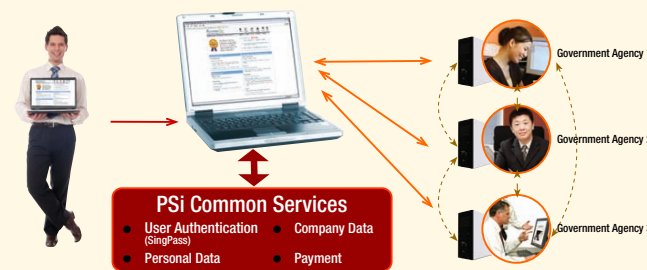 Government Agency
Government Agency
Government Agency
PSi Common Services
● User Authentication
(SingPass)
● Company Data
● Personal Data
● Payment